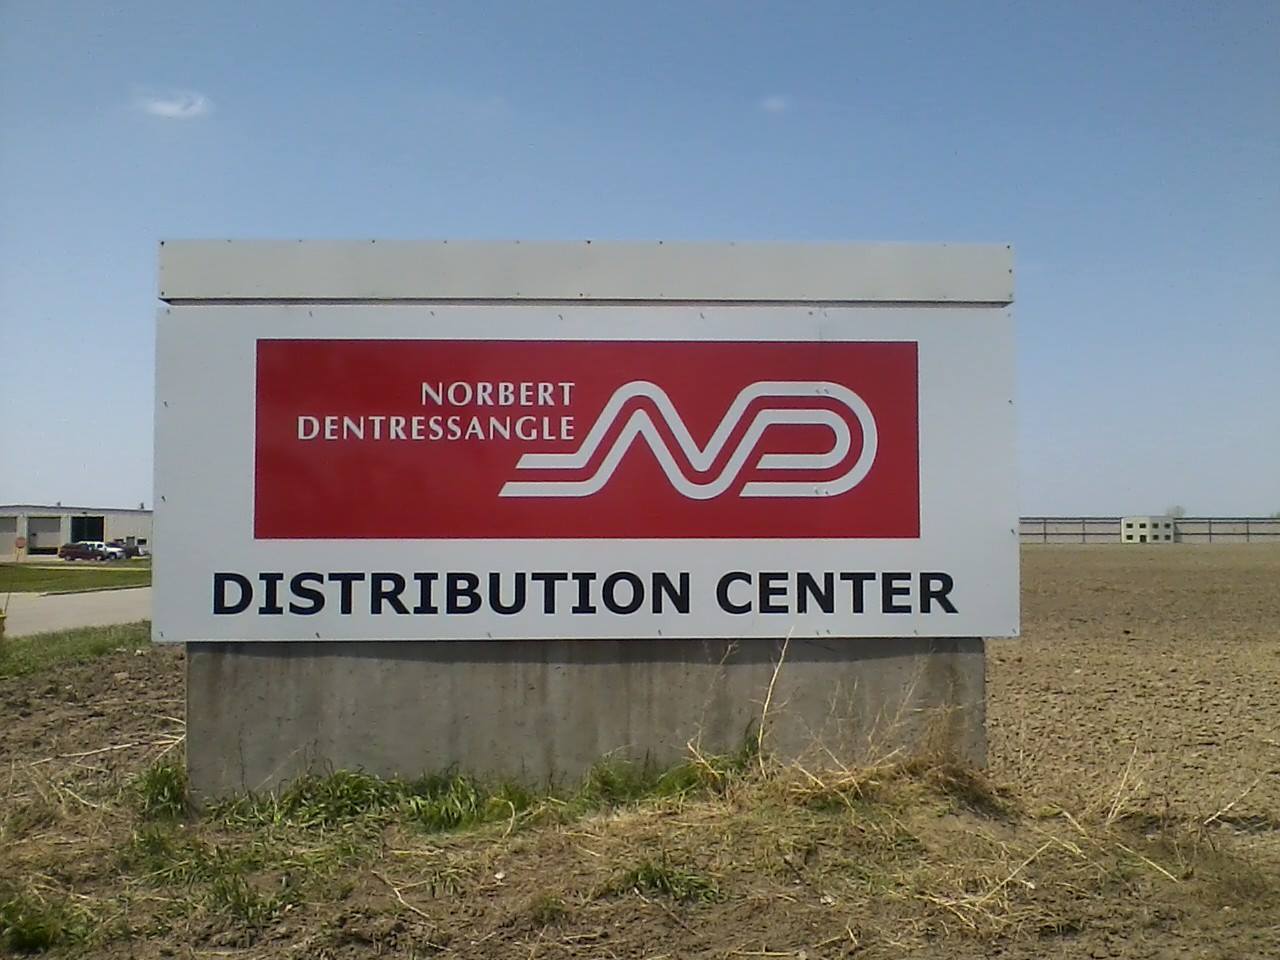 NORBERT
DENTRESSANGLE
ND
DISTRIBUTION CENTER